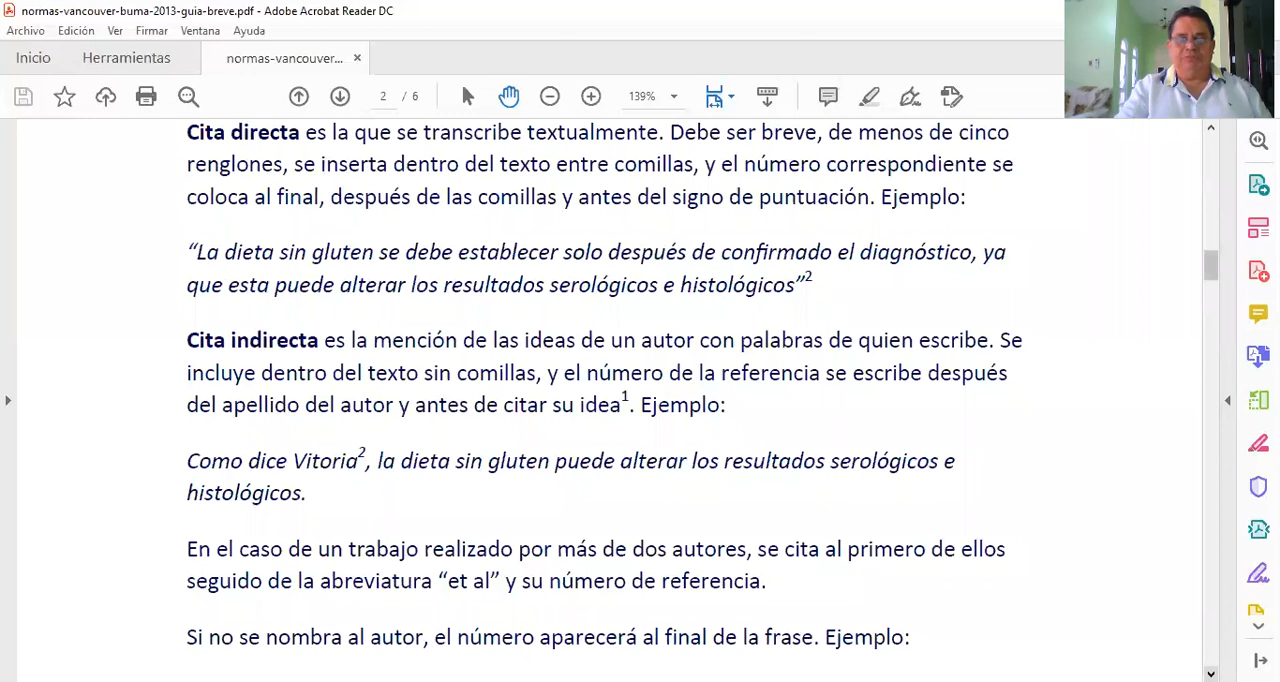 normas-vancouver-buma-2013-guia-breve.pdf - Adobe Acrobat Reader DC
Archivo Edición Ver Firmar Ventana Ayuda
Inicio Herramientas normas-vancouver... ×
2 / 6 139%
Cita directa es la que se transcribe textualmente. Debe ser breve, de menos de cinco
renglones, se inserta dentro del texto entre comillas, y el número correspondiente se
coloca al final, después de las comillas y antes del signo de puntuación. Ejemplo:
“La dieta sin gluten se debe establecer solo después de confirmado el diagnóstico, ya
que esta puede alterar los resultados serológicos e histológicos”2
Cita indirecta es la mención de las ideas de un autor con palabras de quien escribe. Se
incluye dentro del texto sin comillas, y el número de la referencia se escribe después
del apellido del autor y antes de citar su idea1. Ejemplo:
Como dice Vitoria2, la dieta sin gluten puede alterar los resultados serológicos e
histológicos.
En el caso de un trabajo realizado por más de dos autores, se cita al primero de ellos
seguido de la abreviatura “et al” y su número de referencia.
Si no se nombra al autor, el número aparecerá al final de la frase. Ejemplo: